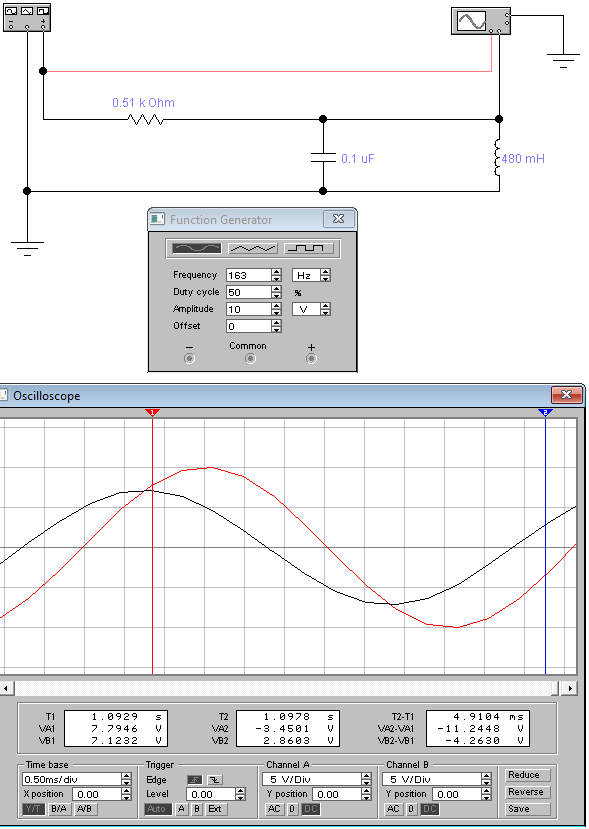 − +
0.51 k Ohm
0.1 uF
480 mH
Function Generator
Frequency 163 Hz
Duty cycle 50 %
Amplitude 10 V
Offset 0
− Common +
Oscilloscope
1 2
T1 1.0929 s T2 1.0978 s T2-T1 4.9104 ms
VA1 7.7946 V VA2 -3.4501 V VA2-VA1 -11.2448 V
VB1 7.1232 V VB2 2.8603 V VB2-VB1 -4.2630 V
Time base Trigger Channel A Channel B
0.50ms/div Edge 5 V/Div 5 V/Div Reduce
X position 0.00 Level 0.00 Y position 0.00 Y position 0.00 Reverse
Y/T B/A A/B Auto A B Ext AC 0 DC AC 0 DC Save